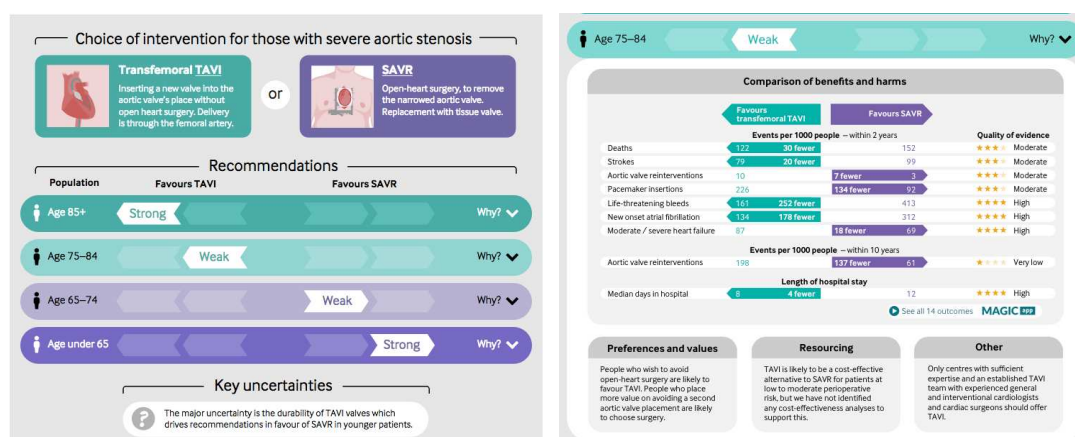 Choice of intervention for those with severe aortic stenosis
Transfemoral TAVI
Inserting a new valve into the
aortic valve's place without
open heart surgery. Delivery
is through the femoral artery.
or
SAVR
Open-heart surgery, to remove
the narrowed aortic valve.
Replacement with tissue valve.
Recommendations
Population Favours TAVI Favours SAVR
Age 85+ Strong Why?
Age 75–84 Weak Why?
Age 65–74 Weak Why?
Age under 65 Strong Why?
Key uncertainties
?
The major uncertainty is the durability of TAVI valves which
drives recommendations in favour of SAVR in younger patients.
Age 75–84 Weak Why?
Comparison of benefits and harms
Favours
transfemoral TAVI
Favours SAVR
Events per 1000 people – within 2 years Quality of evidence
Deaths 122 30 fewer 152 Moderate
Strokes 79 20 fewer 99 Moderate
Aortic valve reinterventions 10 7 fewer 3 Moderate
Pacemaker insertions 226 134 fewer 92 Moderate
Life-threatening bleeds 161 252 fewer 413 High
New onset atrial fibrillation 134 178 fewer 312 High
Moderate / severe heart failure 87 18 fewer 69 High
Events per 1000 people – within 10 years
Aortic valve reinterventions 198 137 fewer 61 Very low
Length of hospital stay
Median days in hospital 8 4 fewer 12 High
See all 14 outcomes MAGIC app
Preferences and values
People who wish to avoid
open-heart surgery are likely to
favour TAVI. People who place
more value on avoiding a second
aortic valve placement are likely
to choose surgery.
Resourcing
TAVI is likely to be a cost-effective
alternative to SAVR for patients at
low to moderate perioperative
risk, but we have not identified
any cost-effectiveness analyses to
support this.
Other
Only centres with sufficient
expertise and an established TAVI
team with experienced general
and interventional cardiologists
and cardiac surgeons should offer
TAVI.